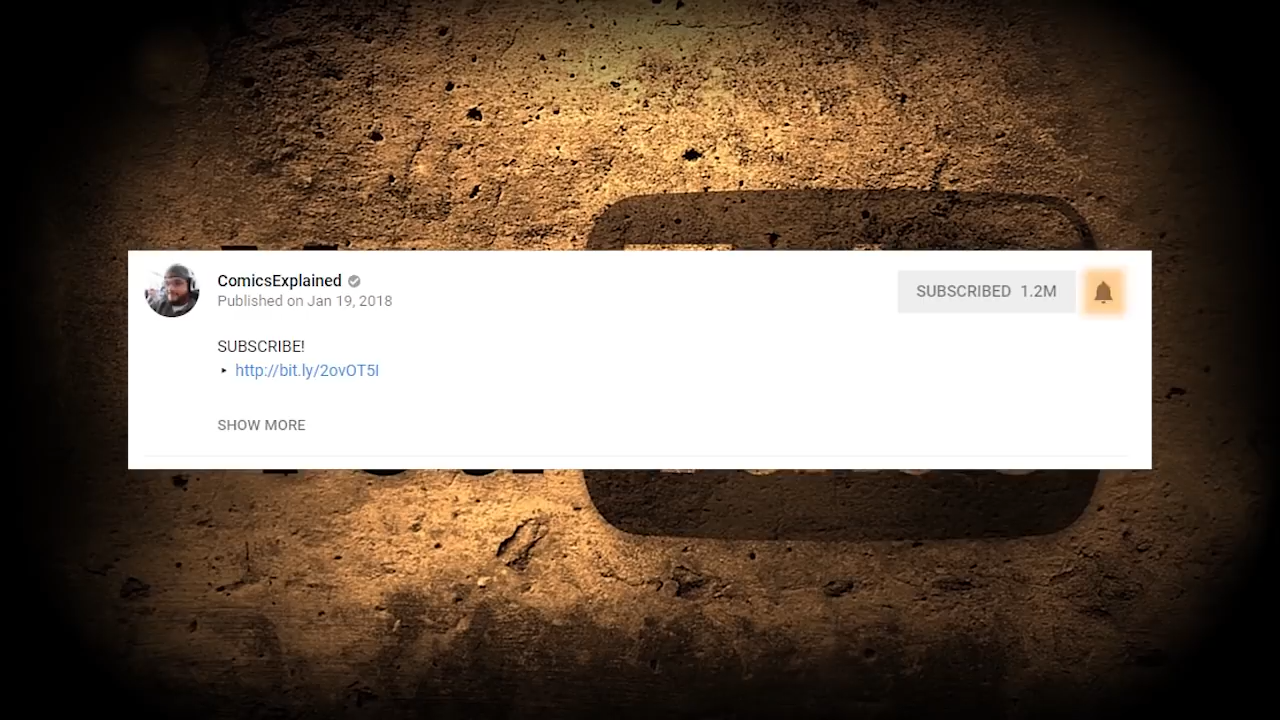 ComicsExplained
Published on Jan 19, 2018
SUBSCRIBED 1.2M
SUBSCRIBE!
‣ http://bit.ly/2ovOT5I
SHOW MORE